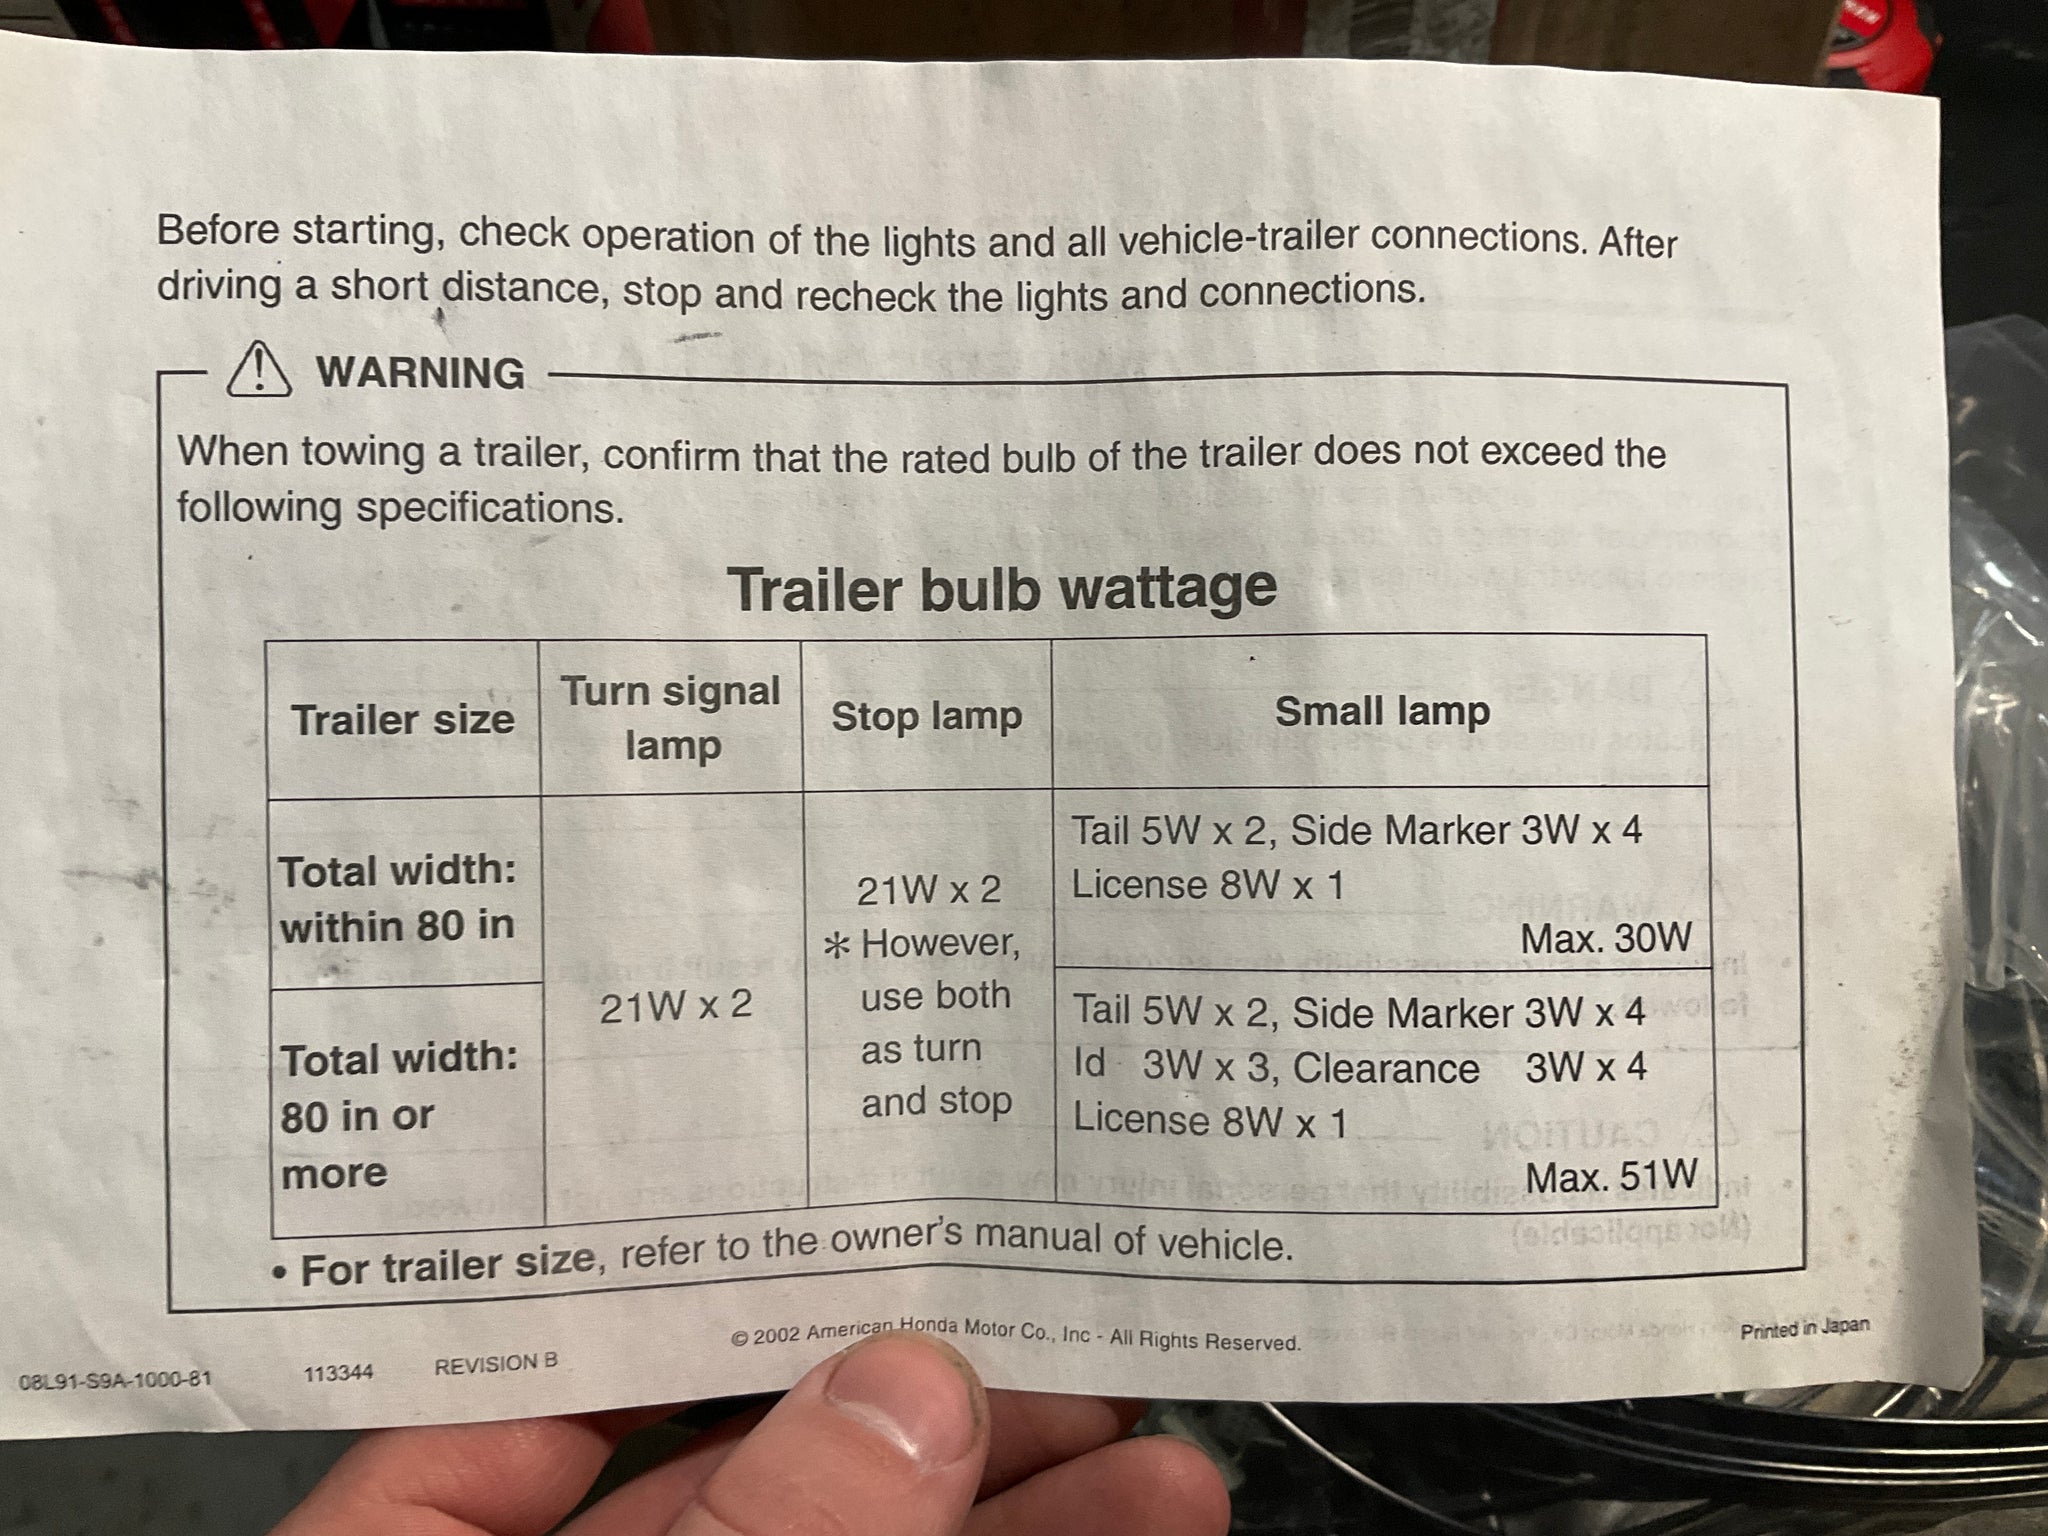 Before starting, check operation of the lights and all vehicle-trailer connections. After
driving a short distance, stop and recheck the lights and connections.
WARNING
When towing a trailer, confirm that the rated bulb of the trailer does not exceed the
following specifications.
Trailer bulb wattage
Trailer size
Turn signal
lamp
Stop lamp
Small lamp
Total width:
within 80 in
Total width:
80 in or
more
21W x 2
21W x 2
* However,
use both
as turn
and stop
Tail 5W x 2, Side Marker 3W x 4
License 8W x 1
Max. 30W
Tail 5W x 2, Side Marker 3W x 4
Id 3W x 3, Clearance 3W x 4
License 8W x 1
Max. 51W
• For trailer size, refer to the owner's manual of vehicle.
© 2002 American Honda Motor Co., Inc - All Rights Reserved.
Printed in Japan
08L91-S9A-1000-81 113344 REVISION B